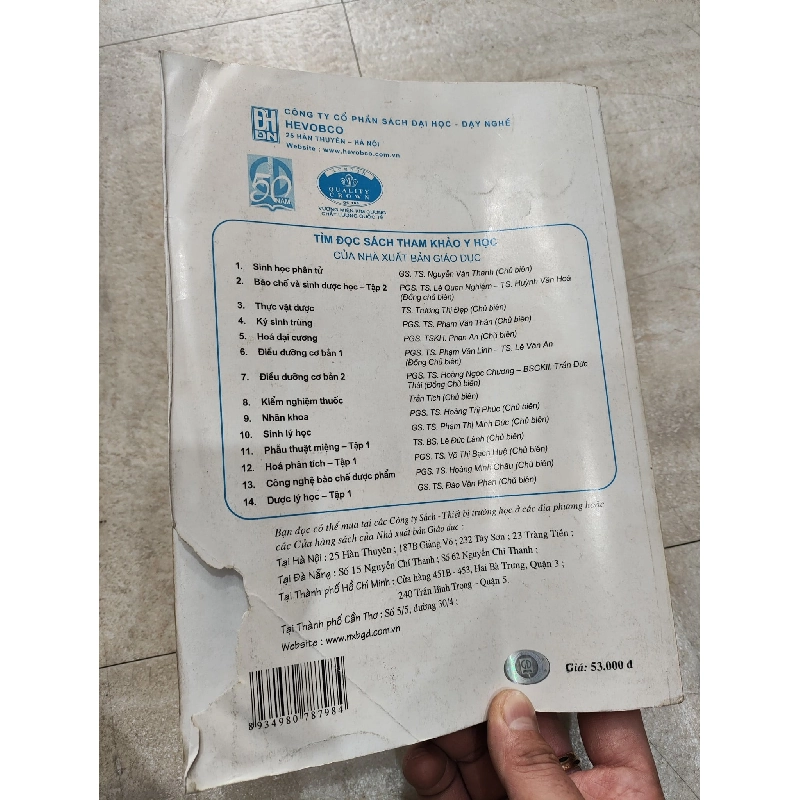 ĐH
DN
CÔNG TY CỔ PHẦN SÁCH ĐẠI HỌC - DẠY NGHỀ
HEVOBCO
25 HÀN THUYÊN – HÀ NỘI
Website : www.hevobco.com.vn
50
NĂM
QUALITY
CROWN
CHẤT LƯỢNG QUỐC TẾ
TÌM ĐỌC SÁCH THAM KHẢO Y HỌC
CỦA NHÀ XUẤT BẢN GIÁO DỤC
1. Sinh học phân tử GS. TS. Nguyễn Văn Thanh (Chủ biên)
2. Bào chế và sinh dược học – Tập 2 PGS. TS. Lê Quan Nghiệm – TS. Huỳnh Văn Hoá
(Đồng chủ biên)
3. Thực vật dược TS. Trương Thị Đẹp (Chủ biên)
4. Ký sinh trùng PGS. TS. Phạm Văn Thân (Chủ biên)
5. Hoá đại cương PGS. TSKH. Phan An (Chủ biên)
6. Điều dưỡng cơ bản 1 PGS. TS. Phạm Văn Linh – TS. Lê Văn An
(Đồng Chủ biên)
7. Điều dưỡng cơ bản 2 PGS. TS. Hoàng Ngọc Chương – BSCKII. Trần Đức
Thái (Đồng Chủ biên)
8. Kiểm nghiệm thuốc Trần Tích (Chủ biên)
9. Nhãn khoa PGS. TS. Hoàng Thị Phúc (Chủ biên)
10. Sinh lý học GS. TS. Phạm Thị Minh Đức (Chủ biên)
11. Phẫu thuật miệng – Tập 1 TS. BS. Lê Đức Lánh (Chủ biên)
12. Hoá phân tích – Tập 1 PGS. TS. Võ Thị Bạch Huệ (Chủ biên)
13. Công nghệ bào chế dược phẩm PGS. TS. Hoàng Minh Châu (Chủ biên)
14. Dược lý học – Tập 1 GS. TS. Đào Văn Phan (Chủ biên)
Bạn đọc có thể mua tại các Công ty Sách - Thiết bị trường học ở các địa phương hoặc
các Cửa hàng sách của Nhà xuất bản Giáo dục :
Tại Hà Nội : 25 Hàn Thuyên ; 187B Giảng Võ ; 232 Tây Sơn ; 23 Tràng Tiền ;
Tại Đà Nẵng : Số 15 Nguyễn Chí Thanh ; Số 62 Nguyễn Chí Thanh ;
Tại Thành phố Hồ Chí Minh : Cửa hàng 451B - 453, Hai Bà Trưng, Quận 3 ;
240 Trần Bình Trọng - Quận 5.
Tại Thành phố Cần Thơ : Số 5/5, đường 30/4 ;
Website : www.nxbgd.com.vn
8934980787984
Giá: 53.000 đ